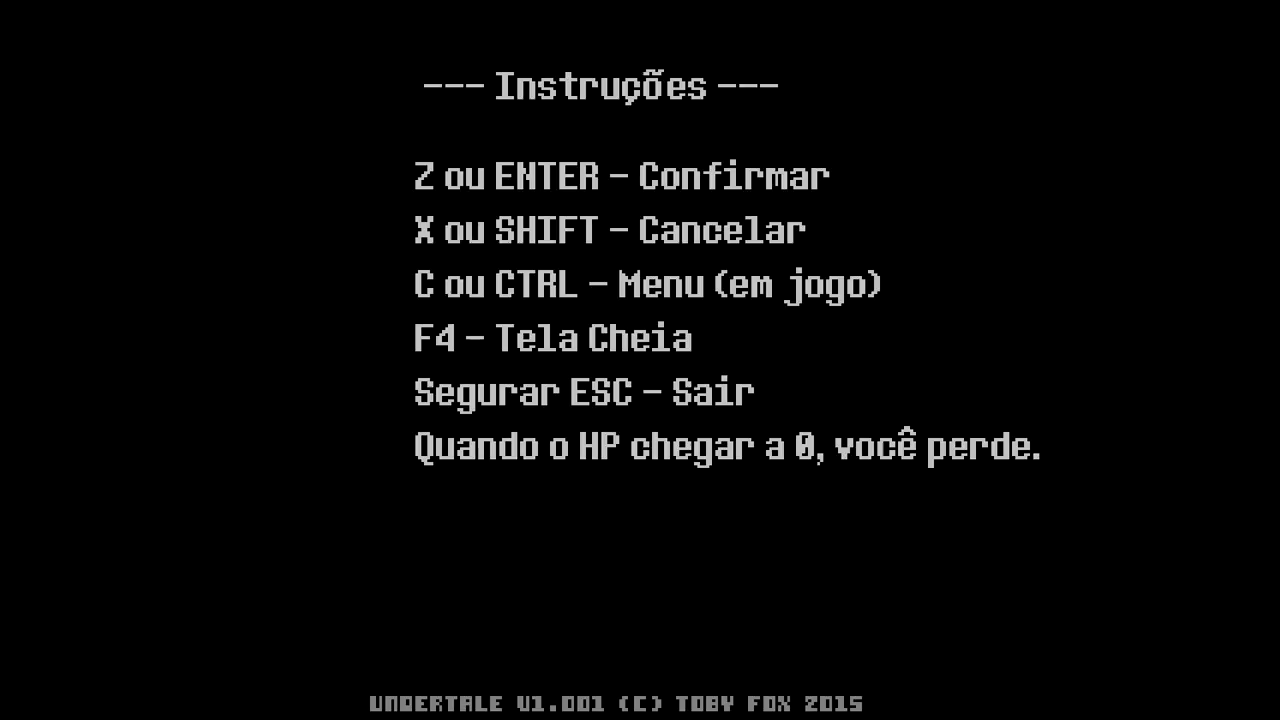 --- Instruções ---
Z ou ENTER - Confirmar
X ou SHIFT - Cancelar
C ou CTRL - Menu (em jogo)
F4 - Tela Cheia
Segurar ESC - Sair
Quando o HP chegar a 0, você perde.
UNDERTALE V1.001 (C) TOBY FOX 2015